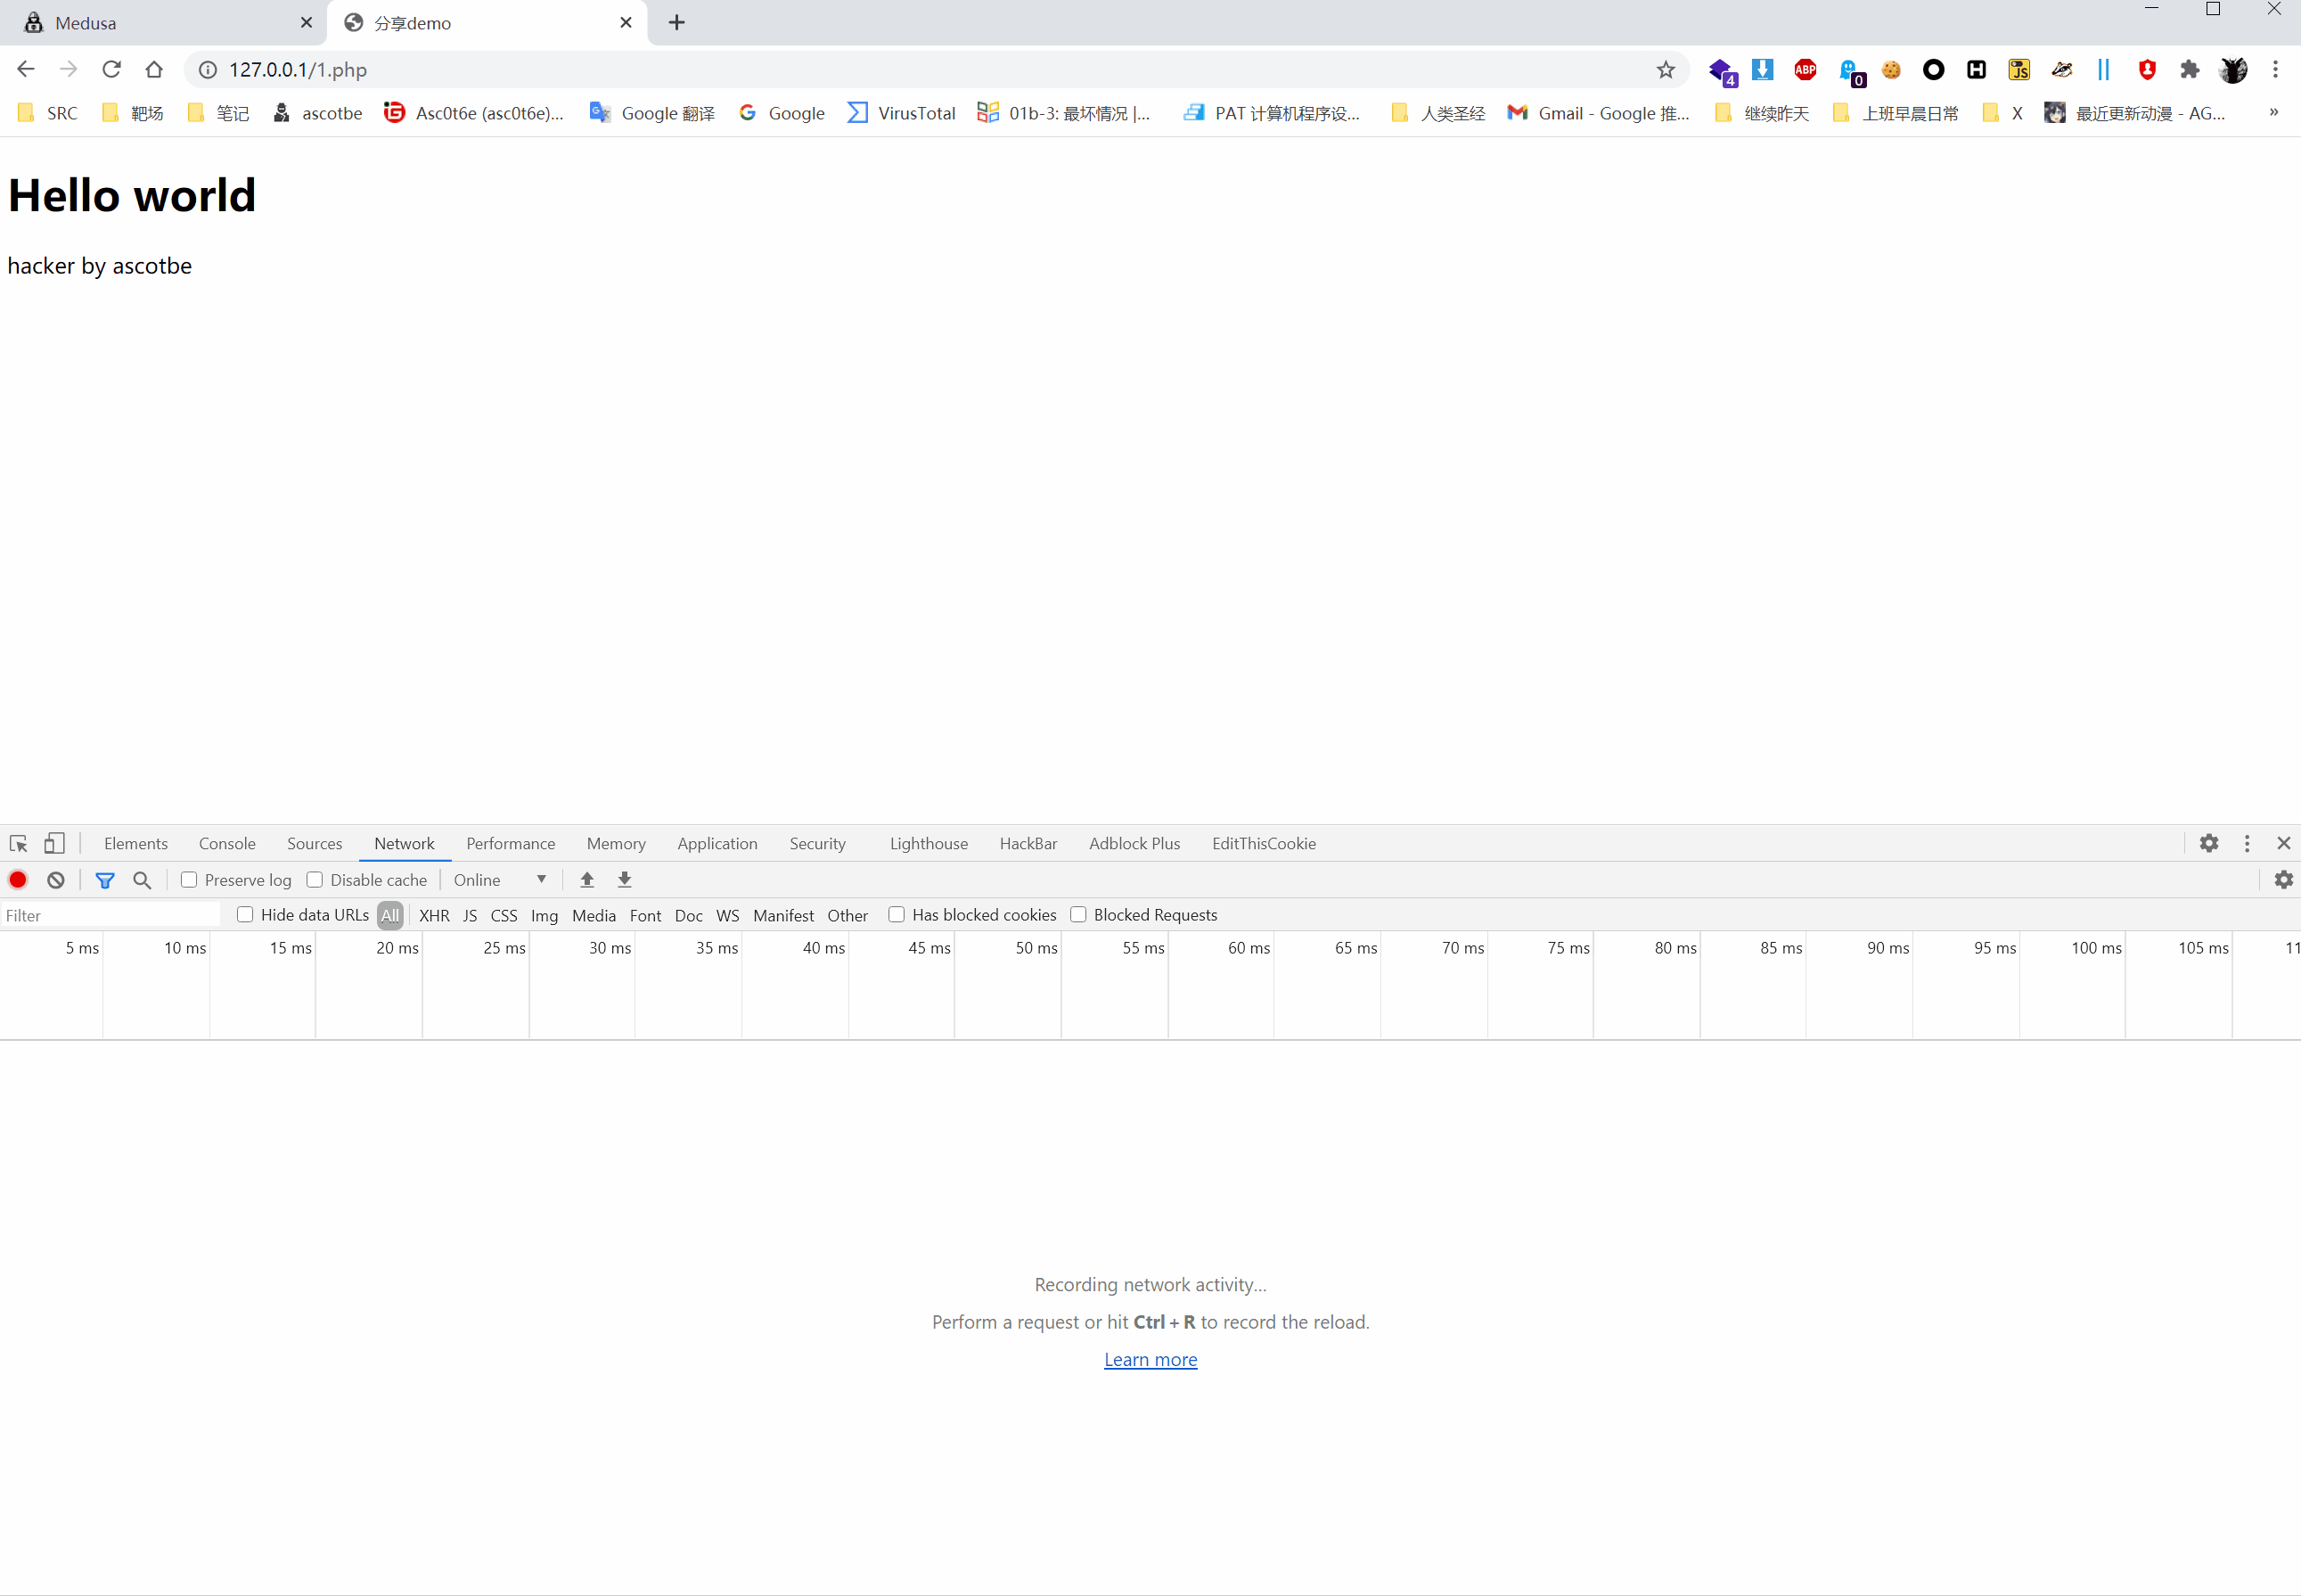 Medusa 分享demo
127.0.0.1/1.php 4 ABP 0 JS
SRC 靶场 笔记 ascotbe Asc0t6e (asc0t6e)... Google 翻译 Google VirusTotal 01b-3: 最坏情况 |... PAT 计算机程序设... 人类圣经 Gmail - Google 推... 继续昨天 上班早晨日常 X 最近更新动漫 - AG... »
Hello world
hacker by ascotbe
Elements Console Sources Network Performance Memory Application Security Lighthouse HackBar Adblock Plus EditThisCookie
Preserve log Disable cache Online
Filter Hide data URLs All XHR JS CSS Img Media Font Doc WS Manifest Other Has blocked cookies Blocked Requests
5 ms 10 ms 15 ms 20 ms 25 ms 30 ms 35 ms 40 ms 45 ms 50 ms 55 ms 60 ms 65 ms 70 ms 75 ms 80 ms 85 ms 90 ms 95 ms 100 ms 105 ms 11
Recording network activity...
Perform a request or hit Ctrl + R to record the reload.
Learn more